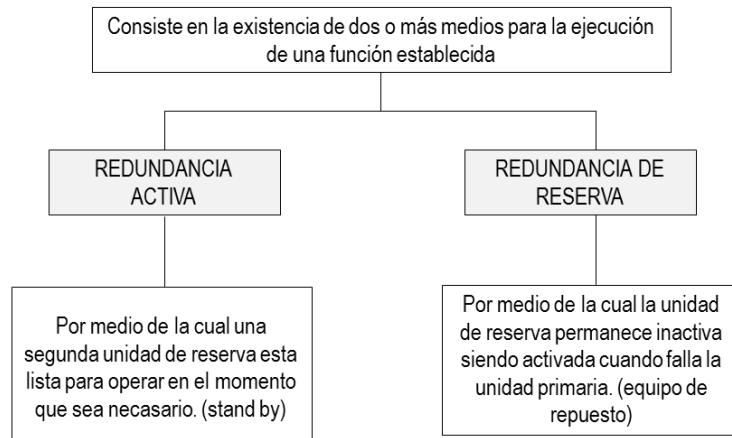 Consiste en la existencia de dos o más medios para la ejecución
de una función establecida
REDUNDANCIA
ACTIVA
REDUNDANCIA DE
RESERVA
Por medio de la cual una
segunda unidad de reserva esta
lista para operar en el momento
que sea necasario. (stand by)
Por medio de la cual la unidad
de reserva permanece inactiva
siendo activada cuando falla la
unidad primaria. (equipo de
repuesto)